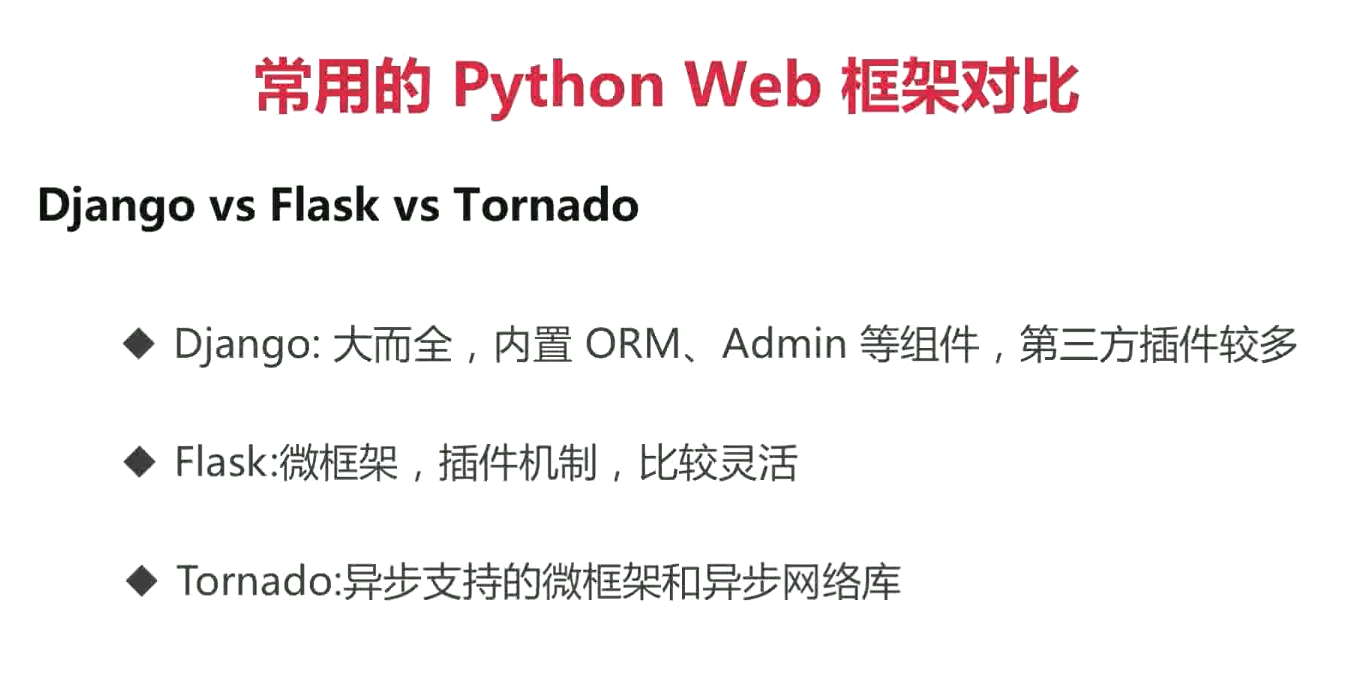 常用的 Python Web 框架对比
Django vs Flask vs Tornado
◆ Django: 大而全，内置 ORM、Admin 等组件，第三方插件较多
◆ Flask:微框架，插件机制，比较灵活
◆ Tornado:异步支持的微框架和异步网络库